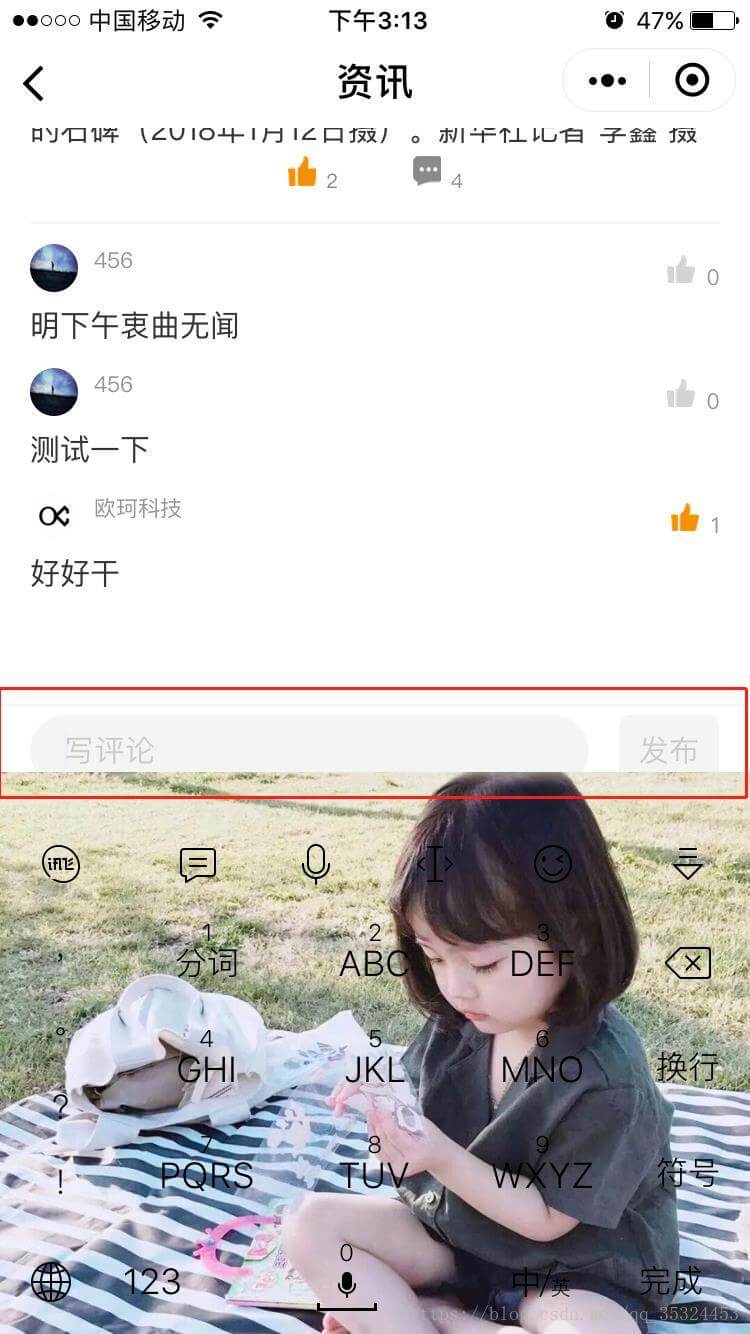 中国移动 下午3:13 47%
资讯
的石碑（2018年1月12日摄）。新华社记者 李鑫 摄
2 4
456 0
明下午衷曲无闻
456 0
测试一下
欧珂科技 1
好好干
写评论 发布
讯飞
1 2 3
， 分词 ABC DEF
。 4 5 6
GHI JKL MNO 换行
?
7 8 9
! PQRS TUV WXYZ 符号
0
123 中/英 完成
https://blog.csdn.net/qq_35324453